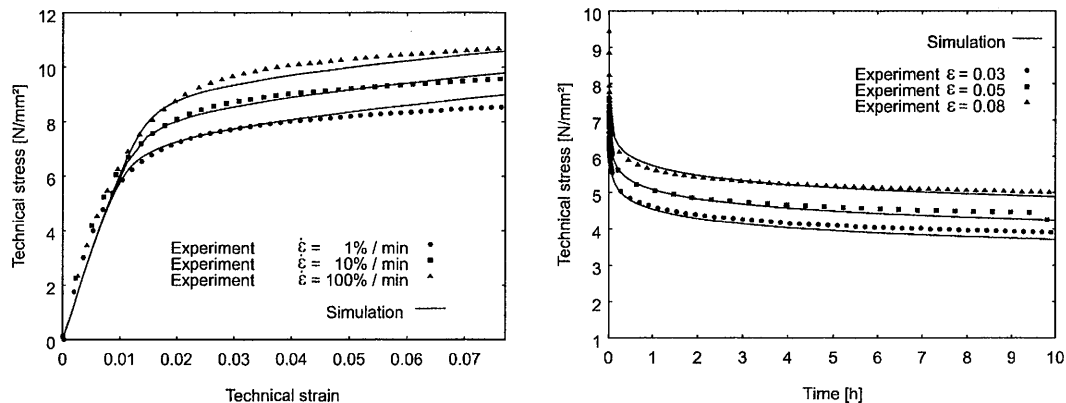 12
10
8
6
4
2
0
Technical stress [N/mm²]
Experiment ε̇ = 1% / min
Experiment ε̇ = 10% / min
Experiment ε̇ = 100% / min
Simulation
0 0.01 0.02 0.03 0.04 0.05 0.06 0.07
Technical strain
10
9
8
7
6
5
4
3
2
1
Technical stress [N/mm²]
Simulation
Experiment ε = 0.03
Experiment ε = 0.05
Experiment ε = 0.08
0 1 2 3 4 5 6 7 8 9 10
Time [h]